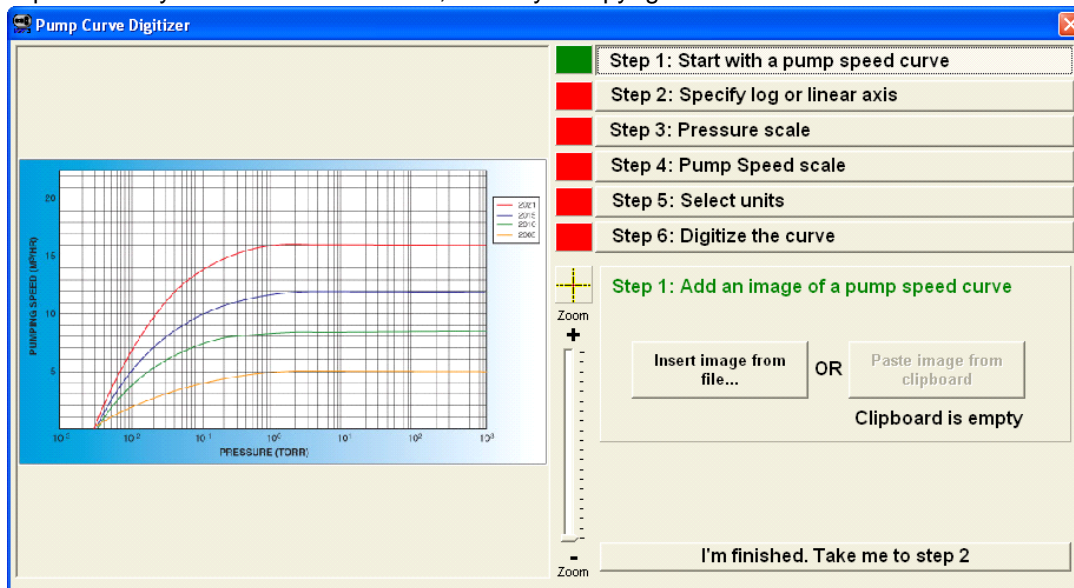 Pump Curve Digitizer
Step 1: Start with a pump speed curve
Step 2: Specify log or linear axis
Step 3: Pressure scale
Step 4: Pump Speed scale
Step 5: Select units
Step 6: Digitize the curve
20
15
10
5
PUMPING SPEED
2021
2015
2010
10⁰
10¹
10²
10³
PRESSURE (TORR)
Zoom
+
-
Zoom
Step 1: Add an image of a pump speed curve
Insert image from
file...
OR
Paste image from
clipboard
Clipboard is empty
I'm finished. Take me to step 2